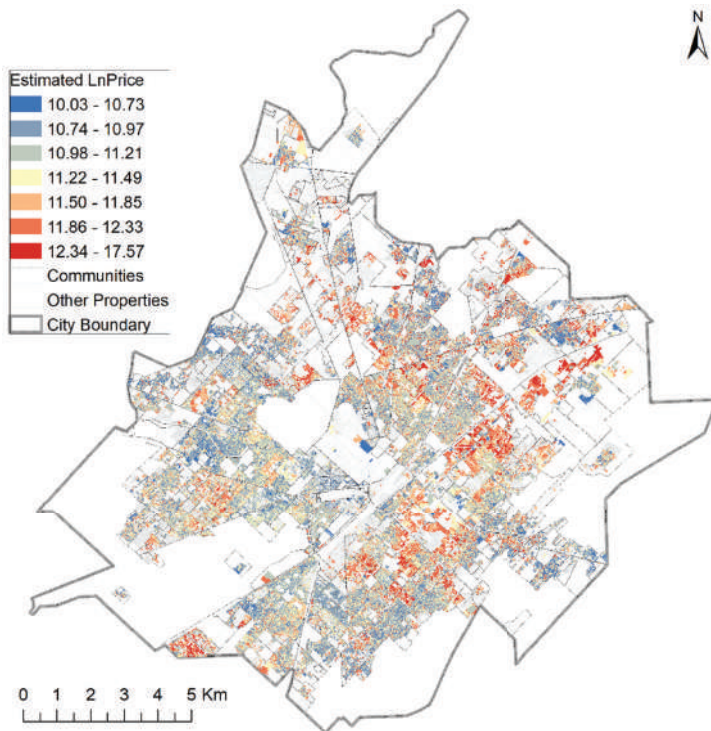 N
Estimated LnPrice
10.03 - 10.73
10.74 - 10.97
10.98 - 11.21
11.22 - 11.49
11.50 - 11.85
11.86 - 12.33
12.34 - 17.57
Communities
Other Properties
City Boundary
0 1 2 3 4 5 Km